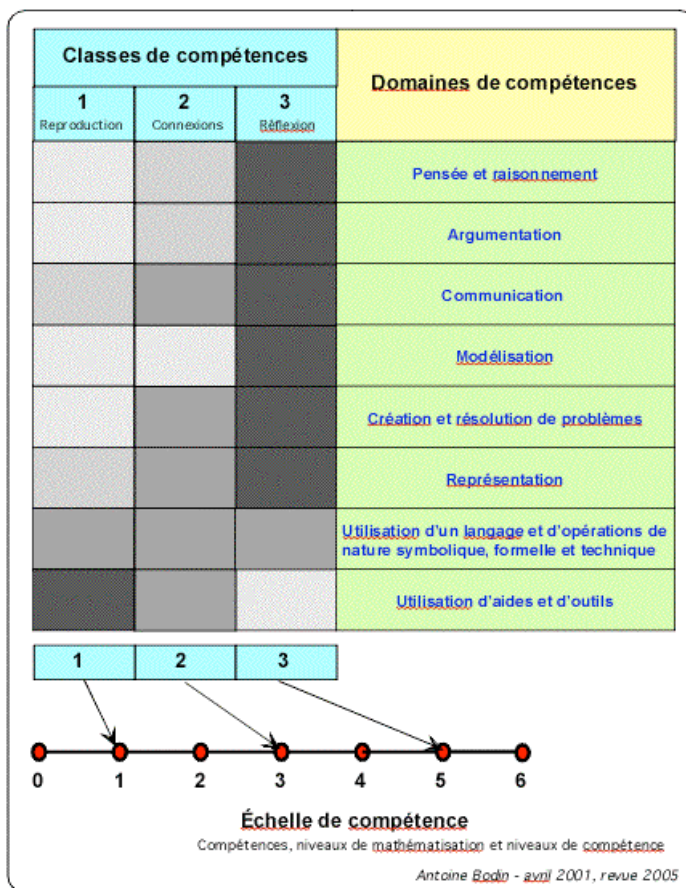 Classes de compétences
Domaines de compétences
1
2
3
Reproduction
Connexions
Réflexion
Pensée et raisonnement
Argumentation
Communication
Modélisation
Création et résolution de problèmes
Représentation
Utilisation d'un langage et d'opérations de
nature symbolique, formelle et technique
Utilisation d'aides et d'outils
1
2
3
0
1
2
3
4
5
6
Échelle de compétence
Compétences, niveaux de mathématisation et niveaux de compétence
Antoine Bodin - avril 2001, revue 2005